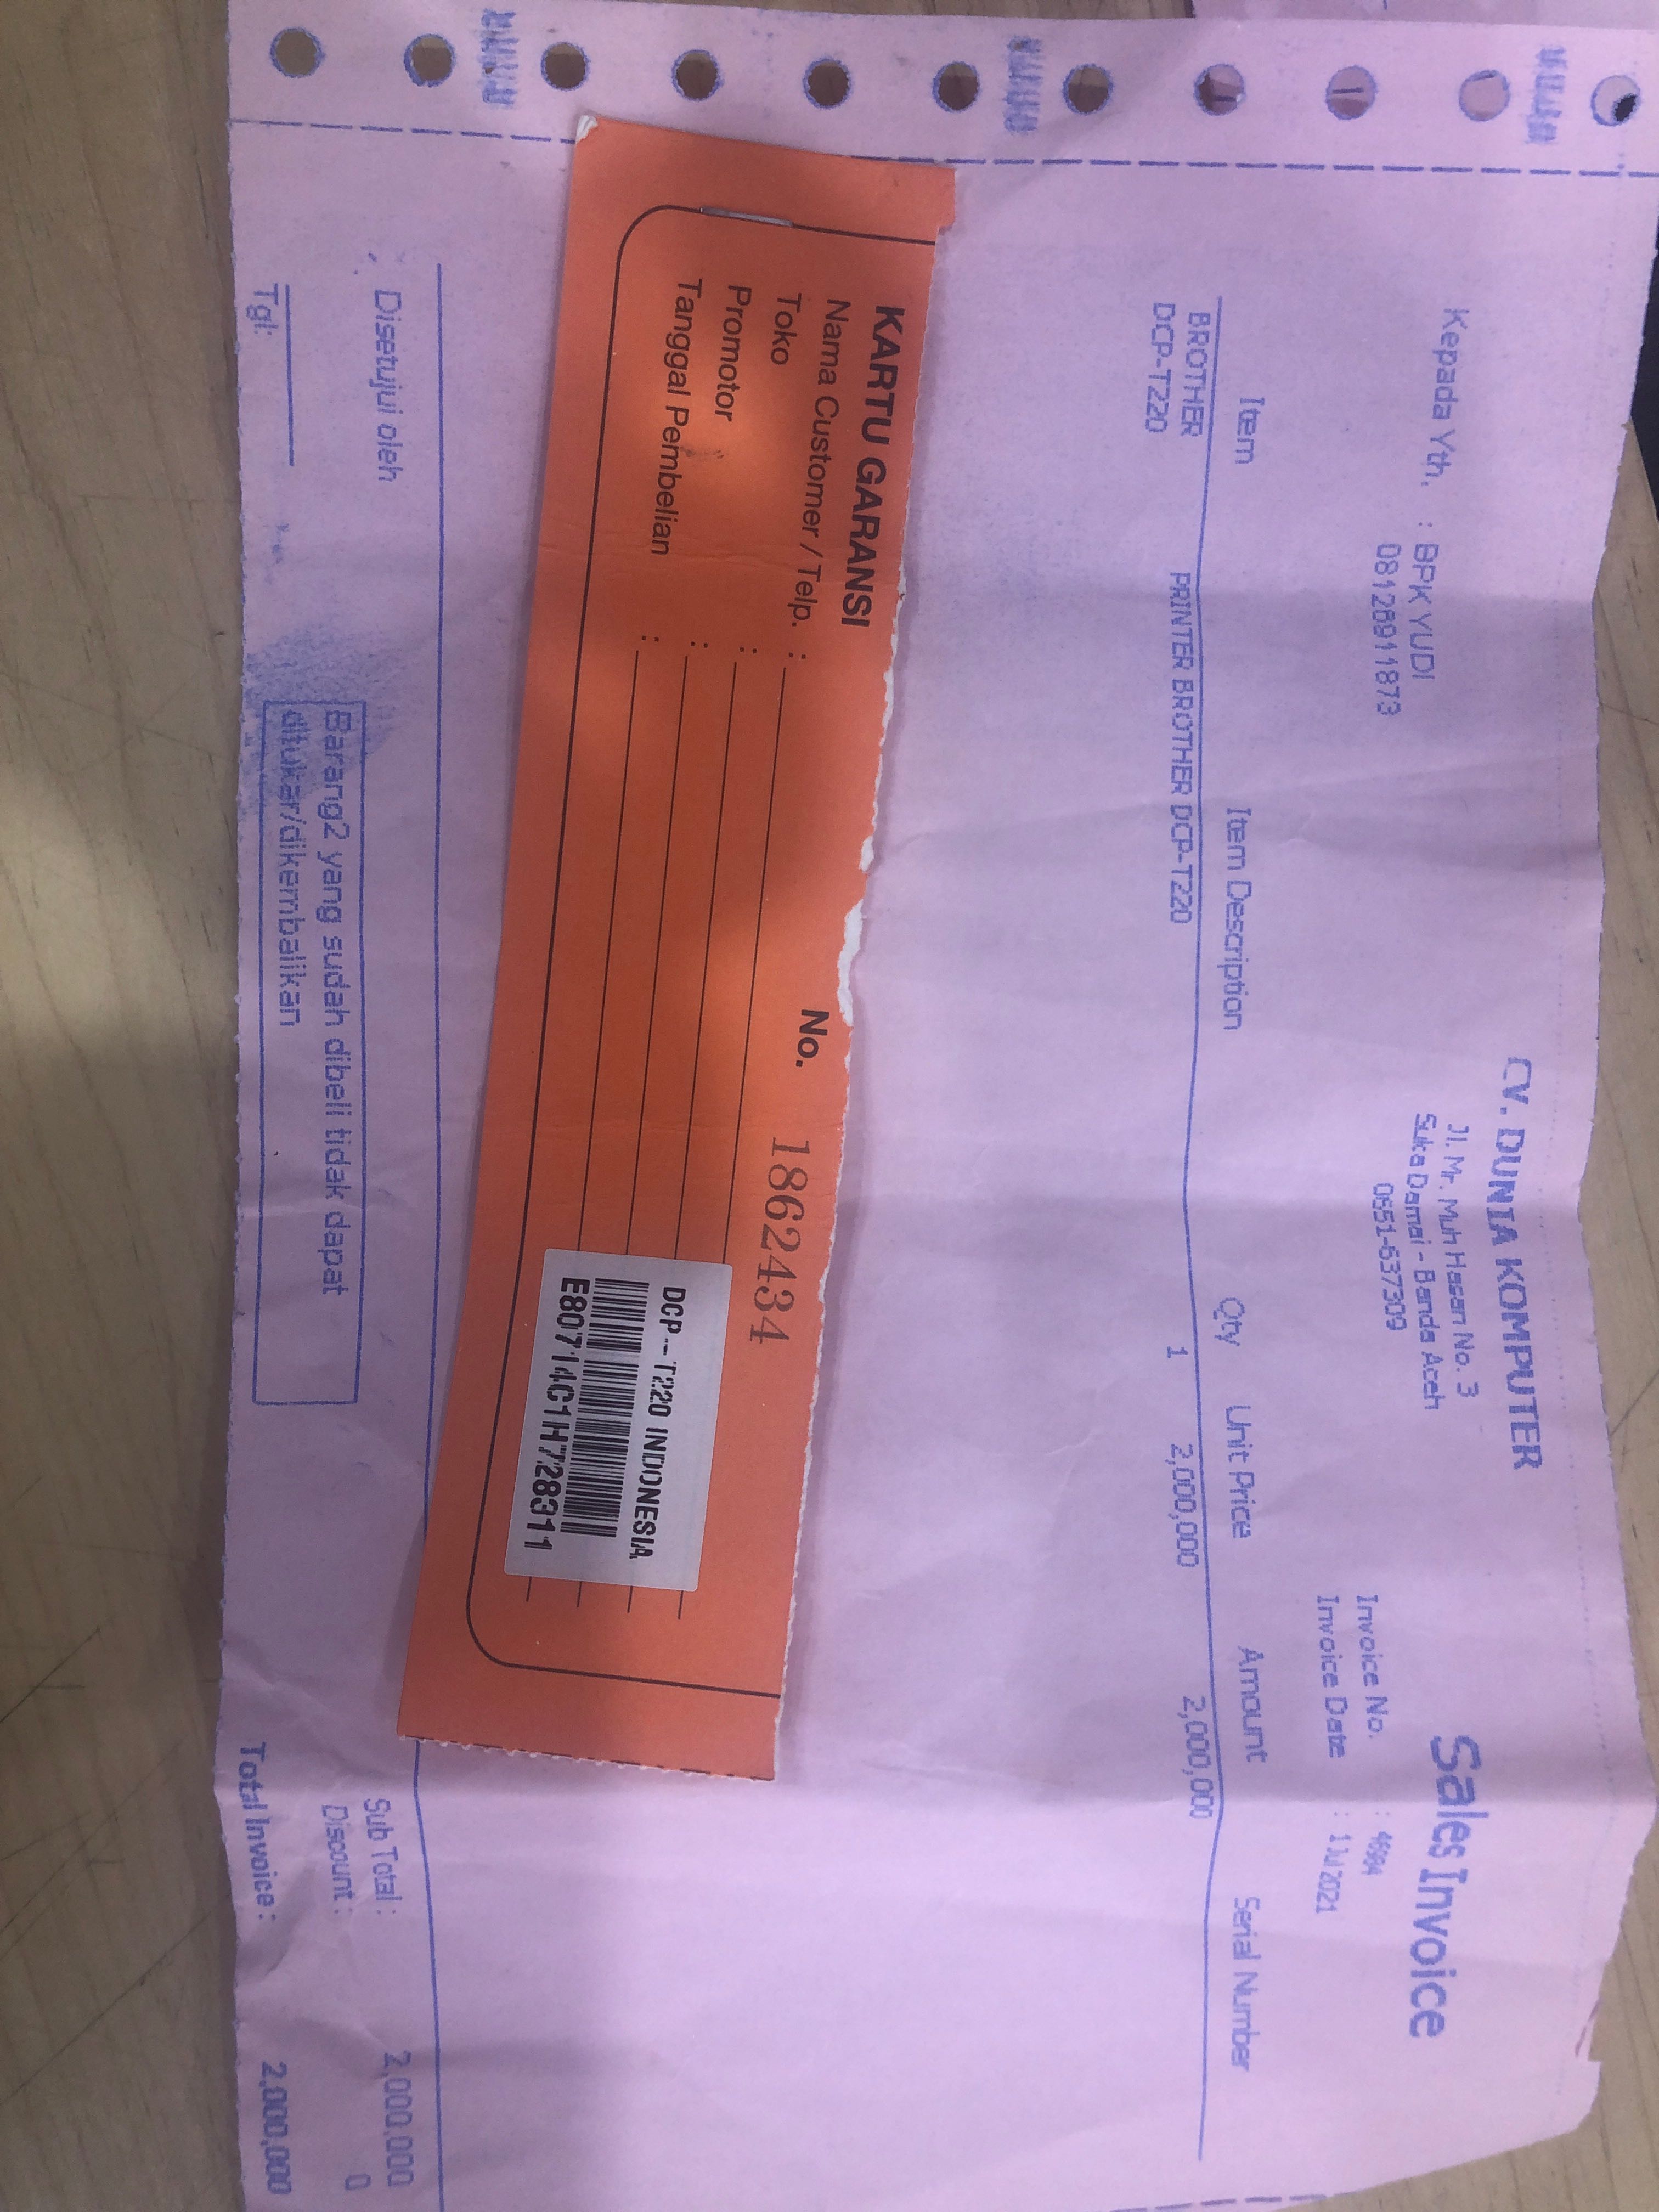 CV. DUNIA KOMPUTER
Jl. Mr. Muh Hasan No. 3
Suka Damai - Banda Aceh
0651-637309
Sales Invoice
Kepada Yth, : BPK YUDI
081289911873
Invoice No. : 4694
Invoice Date : 1 Jul 2021
Item Item Description Qty Unit Price Amount Serial Number
BROTHER DCP-T220 PRINTER BROTHER DCP-T220 1 2,000,000 2,000,000
KARTU GARANSI
No. 1862434
Nama Customer / Telp. :
Toko :
Promotor :
Tanggal Pembelian :
DCP-T220 INDONESIA
E80714C1H728311
Disetujui oleh
Tgl:
Barang2 yang sudah dibeli tidak dapat
ditukar/dikembalikan
Sub Total : 2,000,000
Discount : 0
Total Invoice : 2,000,000